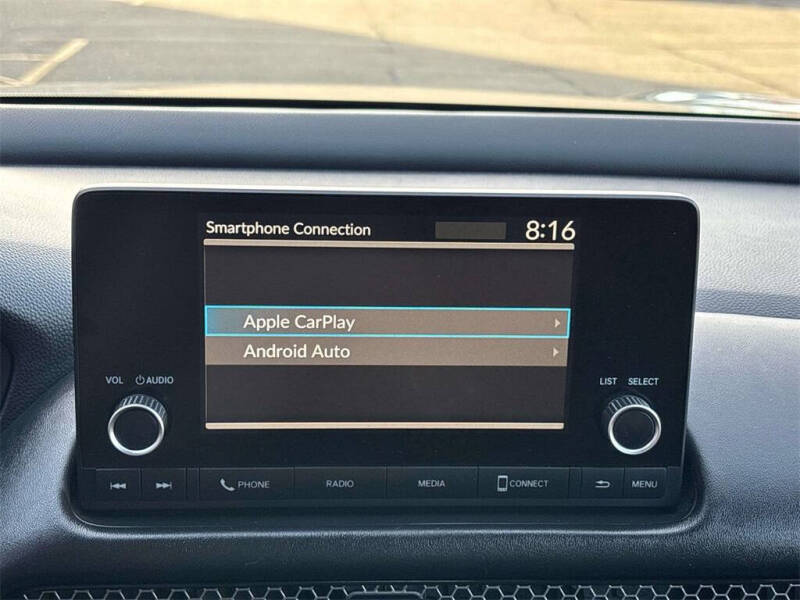 Smartphone Connection 8:16
Apple CarPlay
Android Auto
VOL AUDIO
LIST SELECT
PHONE RADIO MEDIA CONNECT MENU